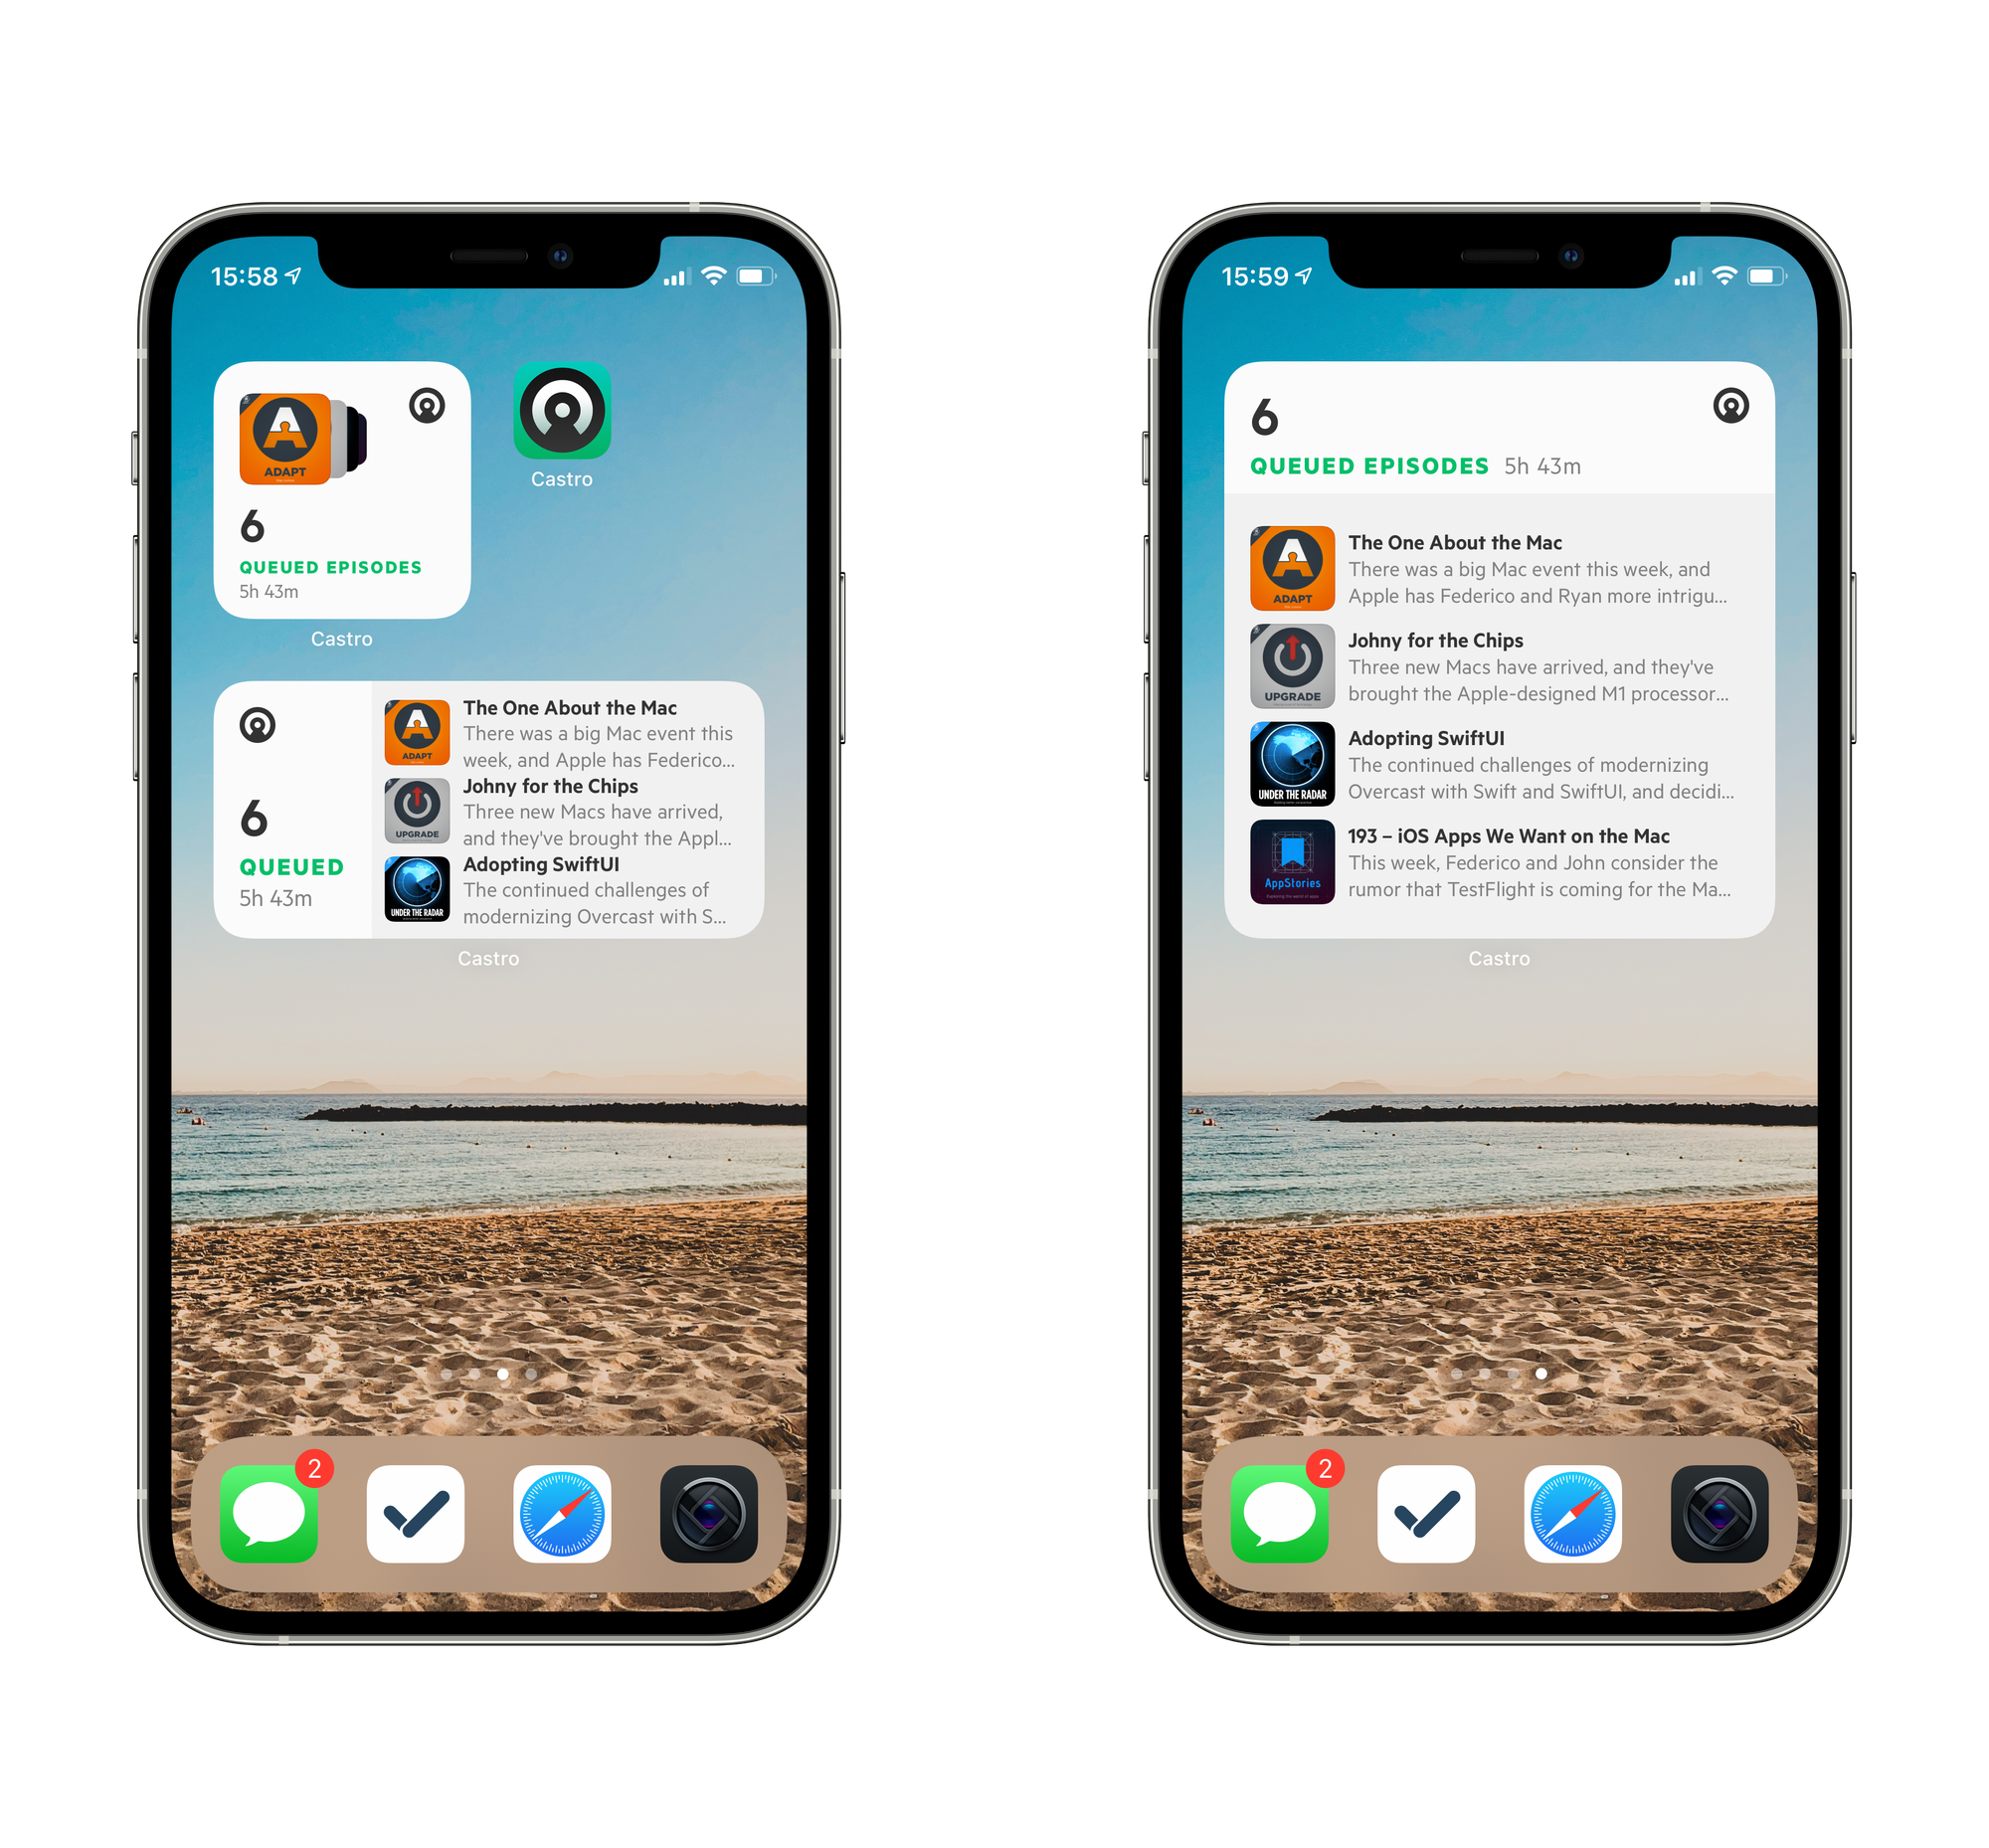 15:58
ADAPT
6
QUEUED EPISODES
5h 43m
Castro
Castro
6
QUEUED
5h 43m
ADAPT
The One About the Mac
There was a big Mac event this
week, and Apple has Federico...
UPGRADE
Johny for the Chips
Three new Macs have arrived,
and they've brought the Appl...
UNDER THE RADAR
Adopting SwiftUI
The continued challenges of
modernizing Overcast with S...
Castro
2
15:59
6
QUEUED EPISODES 5h 43m
ADAPT
The One About the Mac
There was a big Mac event this week, and
Apple has Federico and Ryan more intrigu...
UPGRADE
Johny for the Chips
Three new Macs have arrived, and they've
brought the Apple-designed M1 processor...
UNDER THE RADAR
Adopting SwiftUI
The continued challenges of modernizing
Overcast with Swift and SwiftUI, and decidi...
AppStories
193 – iOS Apps We Want on the Mac
This week, Federico and John consider the
rumor that TestFlight is coming for the Ma...
Castro
2